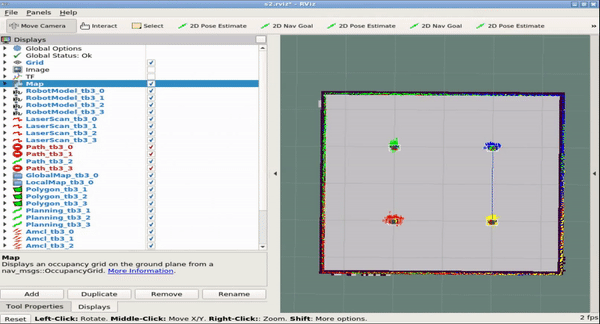 s2.rviz* - RViz
File Panels Help
Move Camera Interact Select 2D Pose Estimate 2D Nav Goal 2D Pose Estimate 2D Nav Goal 2D Pose Estimate
Displays
Global Options
Global Status: Ok
Grid
Image
TF
Map
RobotModel_tb3_0
RobotModel_tb3_1
RobotModel_tb3_2
RobotModel_tb3_3
LaserScan_tb3_0
LaserScan_tb3_1
LaserScan_tb3_2
LaserScan_tb3_3
Path_tb3_0
Path_tb3_1
Path_tb3_2
Path_tb3_3
GlobalMap_tb3_0
LocalMap_tb3_0
Polygon_tb3_1
Polygon_tb3_2
Polygon_tb3_3
Planning_tb3_1
Planning_tb3_2
Planning_tb3_3
Amcl_tb3_0
Amcl_tb3_1
Amcl_tb3_2
Map
Displays an occupancy grid on the ground plane from a
nav_msgs::OccupancyGrid. More Information.
Add Duplicate Remove Rename
Tool Properties Displays
Reset Left-Click: Rotate. Middle-Click: Move X/Y. Right-Click: Zoom. Shift: More options. 2 fps